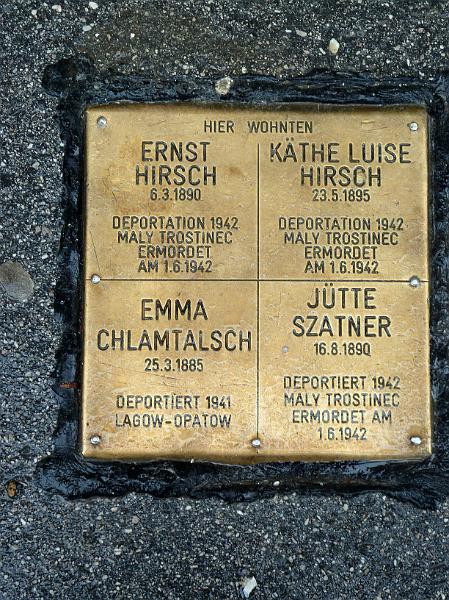 HIER WOHNTEN
ERNST
HIRSCH
6.3.1890
DEPORTATION 1942
MALY TROSTINEC
ERMORDET
AM 1.6.1942
KÄTHE LUISE
HIRSCH
23.5.1895
DEPORTATION 1942
MALY TROSTINEC
ERMORDET
AM 1.6.1942
EMMA
CHLAMTALSCH
25.3.1885
DEPORTIERT 1941
LAGOW-OPATOW
JÜTTE
SZATNER
16.8.1890
DEPORTIERT 1942
MALY TROSTINEC
ERMORDET AM
1.6.1942